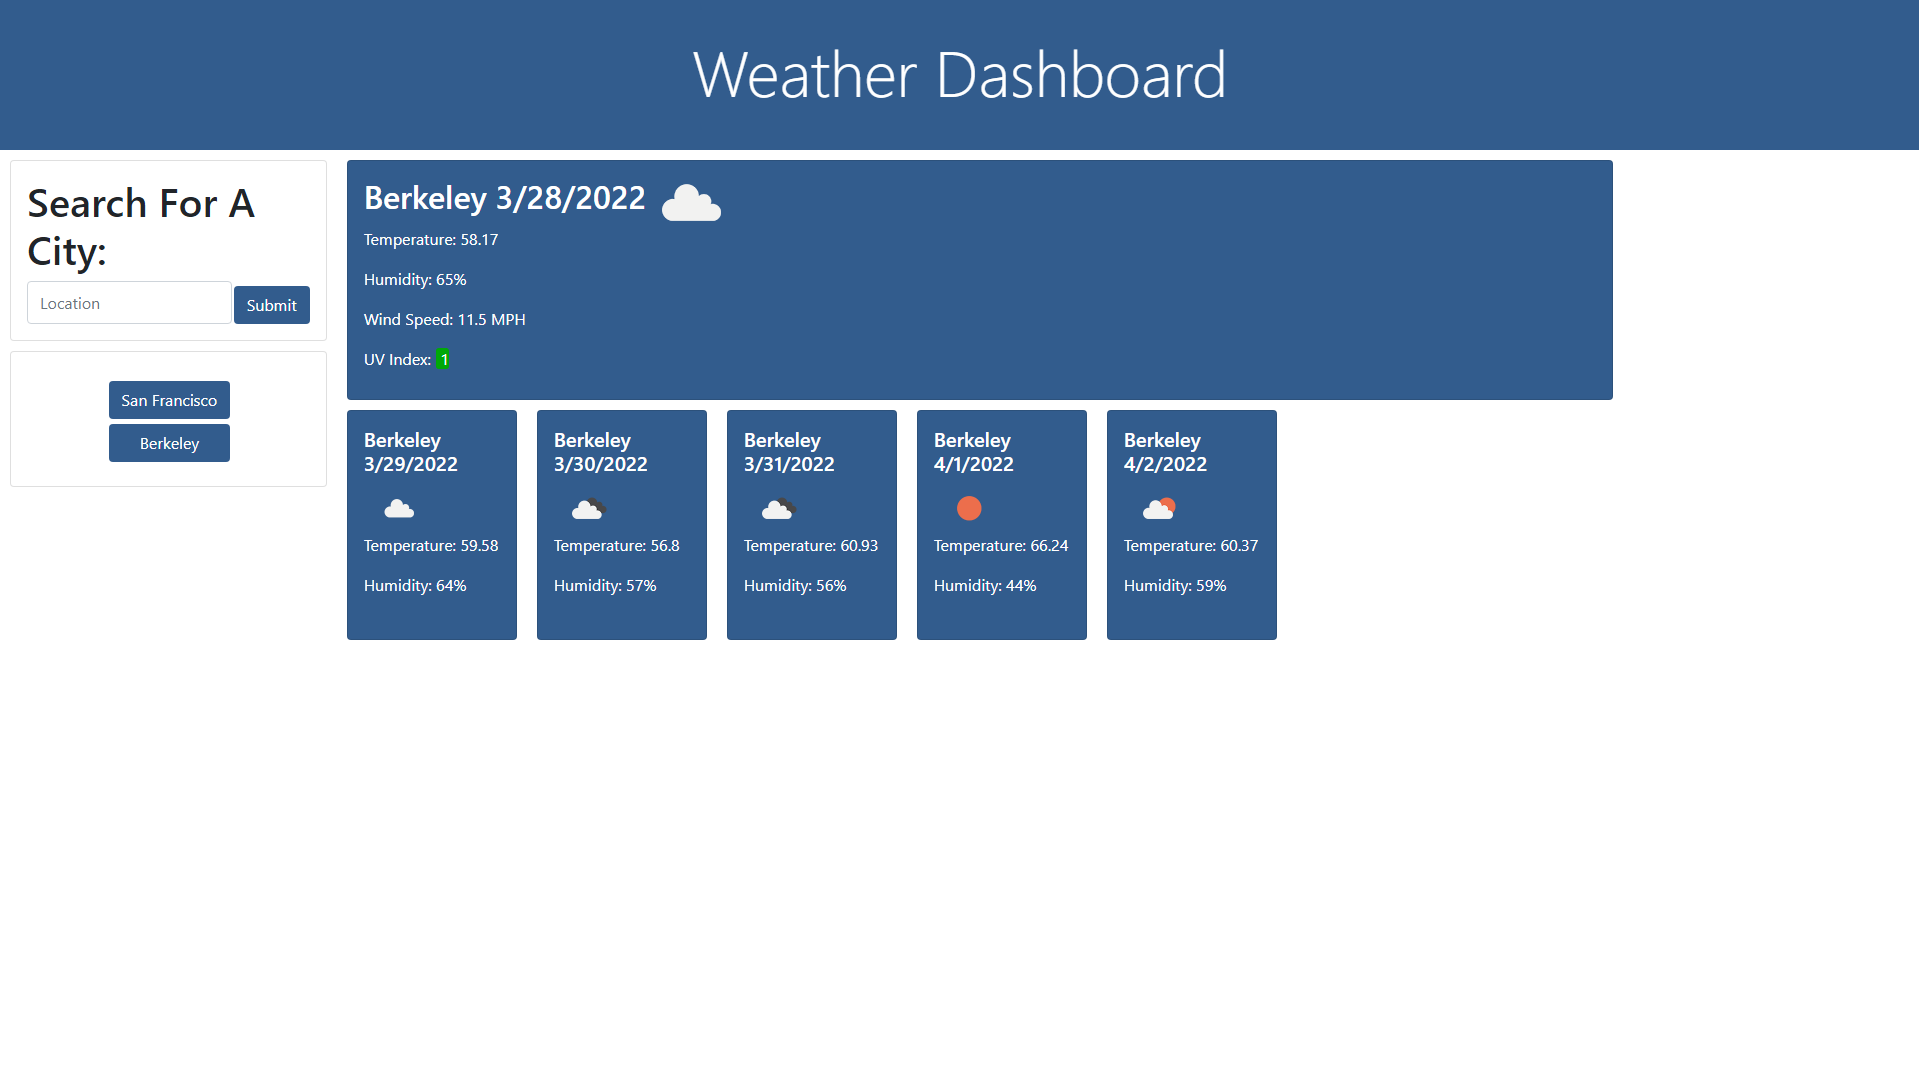 Weather Dashboard
Search For A
City:
Location
Submit
San Francisco
Berkeley
Berkeley 3/28/2022
Temperature: 58.17
Humidity: 65%
Wind Speed: 11.5 MPH
UV Index: 1
Berkeley
3/29/2022
Temperature: 59.58
Humidity: 64%
Berkeley
3/30/2022
Temperature: 56.8
Humidity: 57%
Berkeley
3/31/2022
Temperature: 60.93
Humidity: 56%
Berkeley
4/1/2022
Temperature: 66.24
Humidity: 44%
Berkeley
4/2/2022
Temperature: 60.37
Humidity: 59%